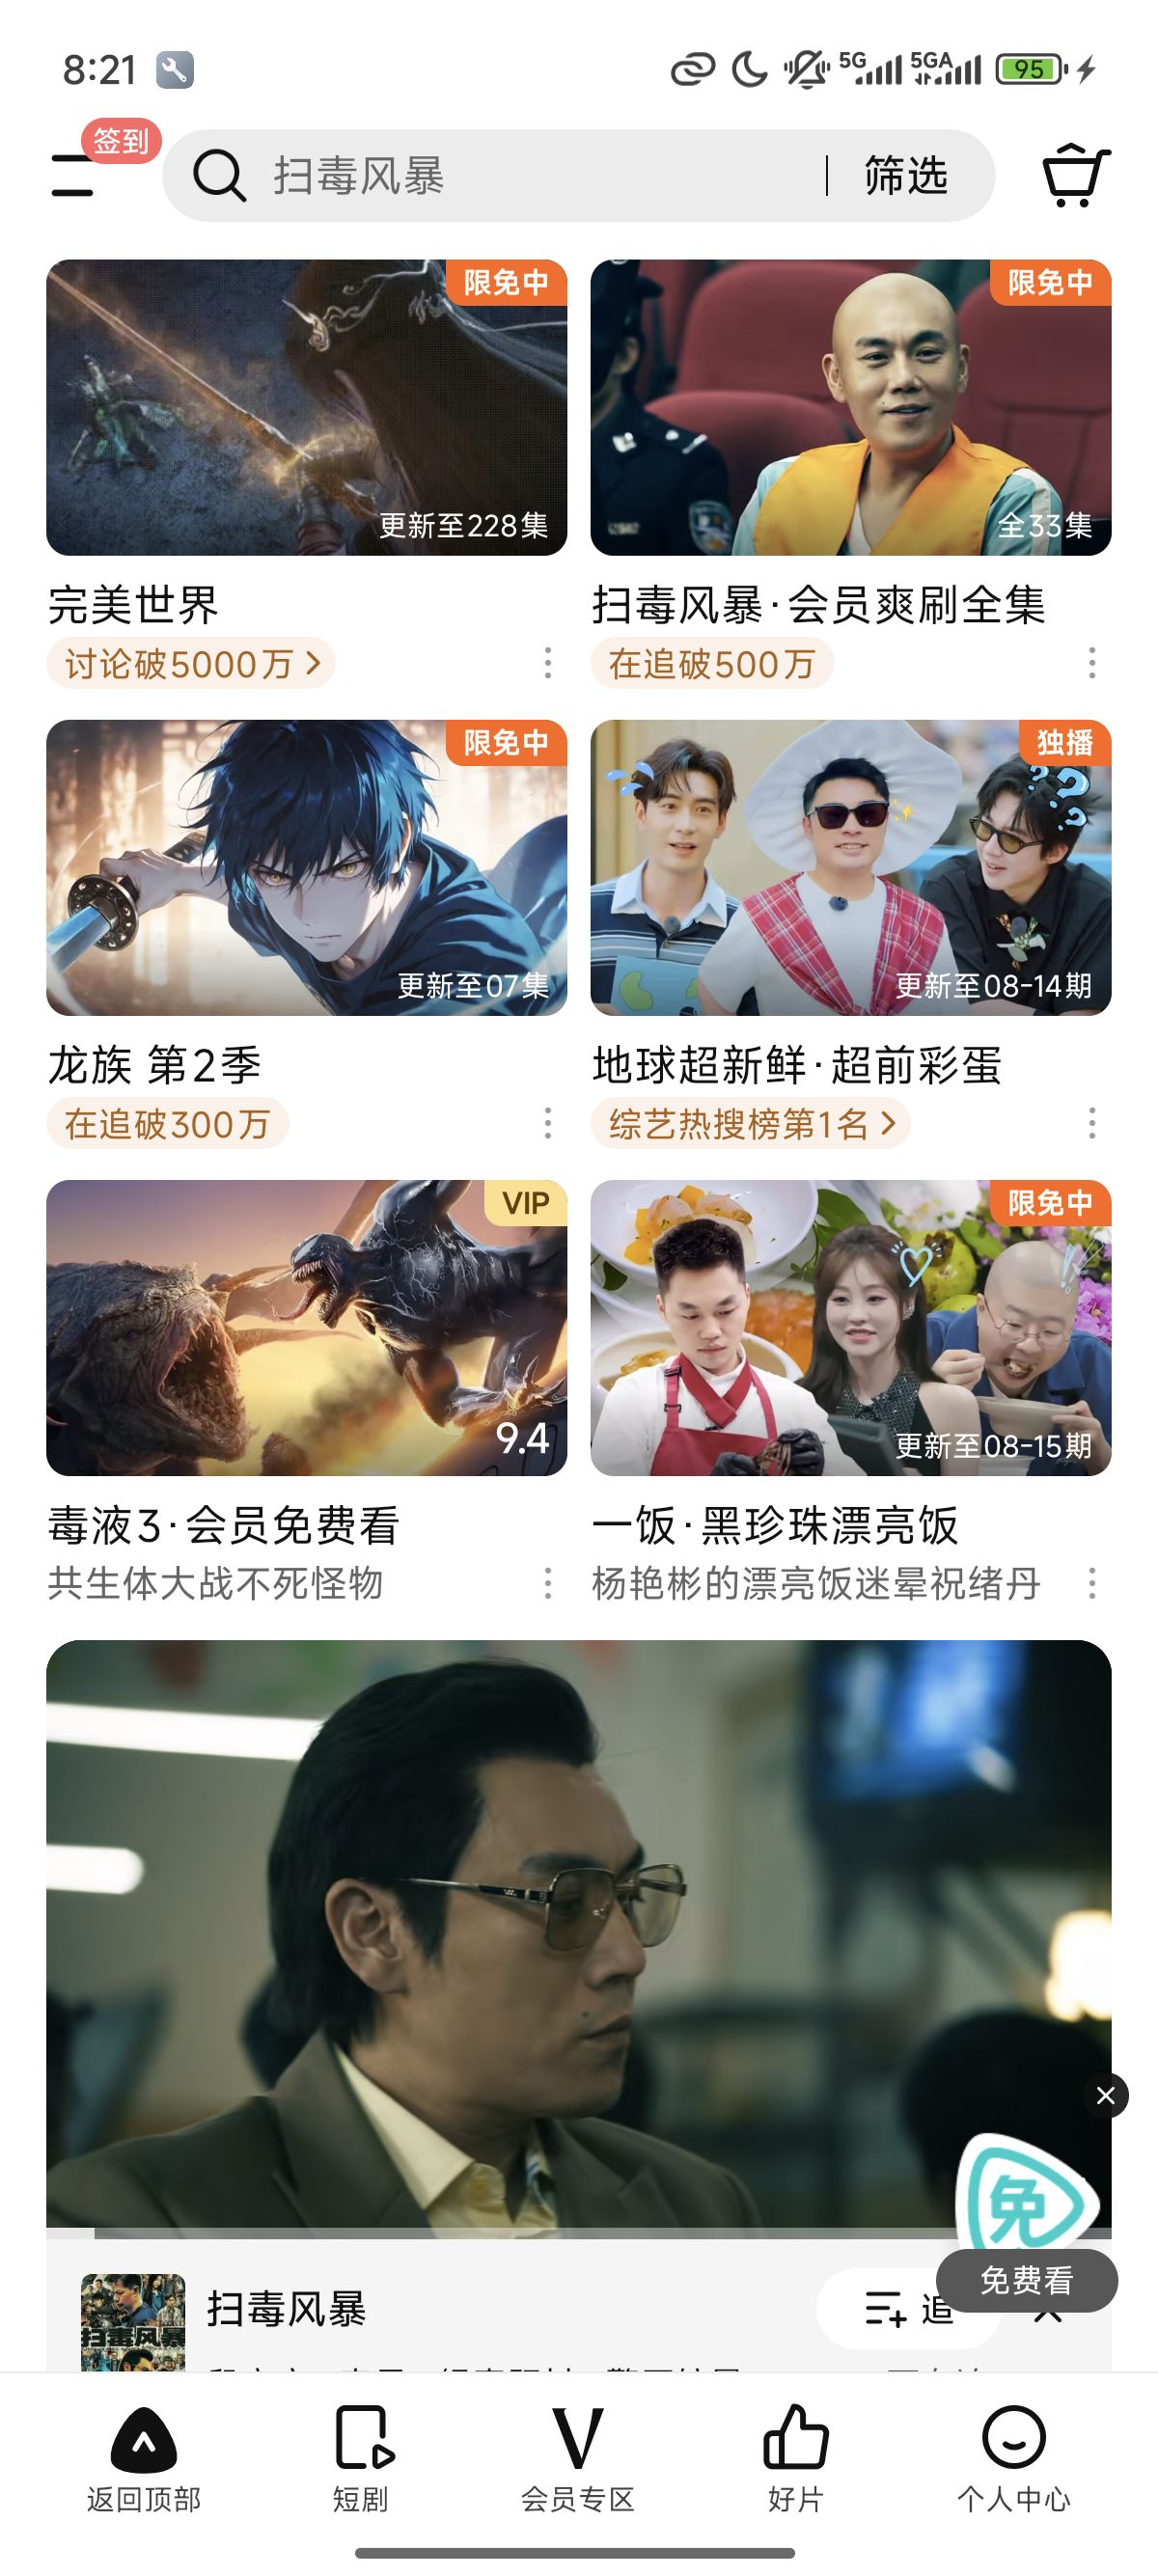 8:21
5G
5GA
95
签到
扫毒风暴
筛选
限免中
更新至228集
完美世界
讨论破5000万
限免中
全33集
扫毒风暴·会员爽刷全集
在追破500万
限免中
更新至07集
龙族 第2季
在追破300万
独播
更新至08-14期
地球超新鲜·超前彩蛋
综艺热搜榜第1名
VIP
9.4
毒液3·会员免费看
共生体大战不死怪物
限免中
更新至08-15期
一饭·黑珍珠漂亮饭
杨艳彬的漂亮饭迷晕祝绪丹
免
免费看
扫毒风暴
扫毒风暴
追
返回顶部
短剧
V
会员专区
好片
个人中心